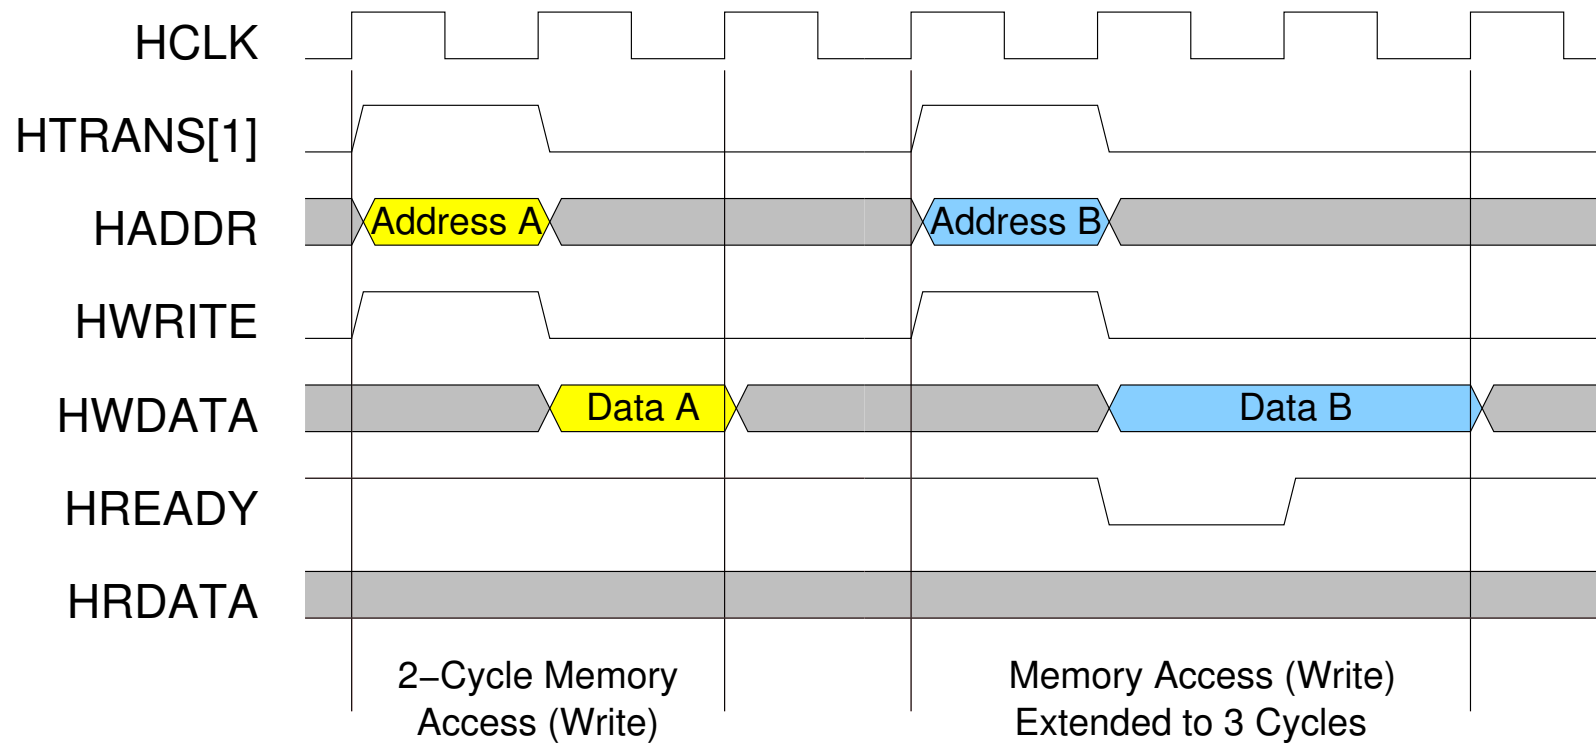 HCLK
HTRANS[1]
HADDR
Address A
Address B
HWRITE
HWDATA
Data A
Data B
HREADY
HRDATA
2−Cycle Memory
Access (Write)
Memory Access (Write)
Extended to 3 Cycles